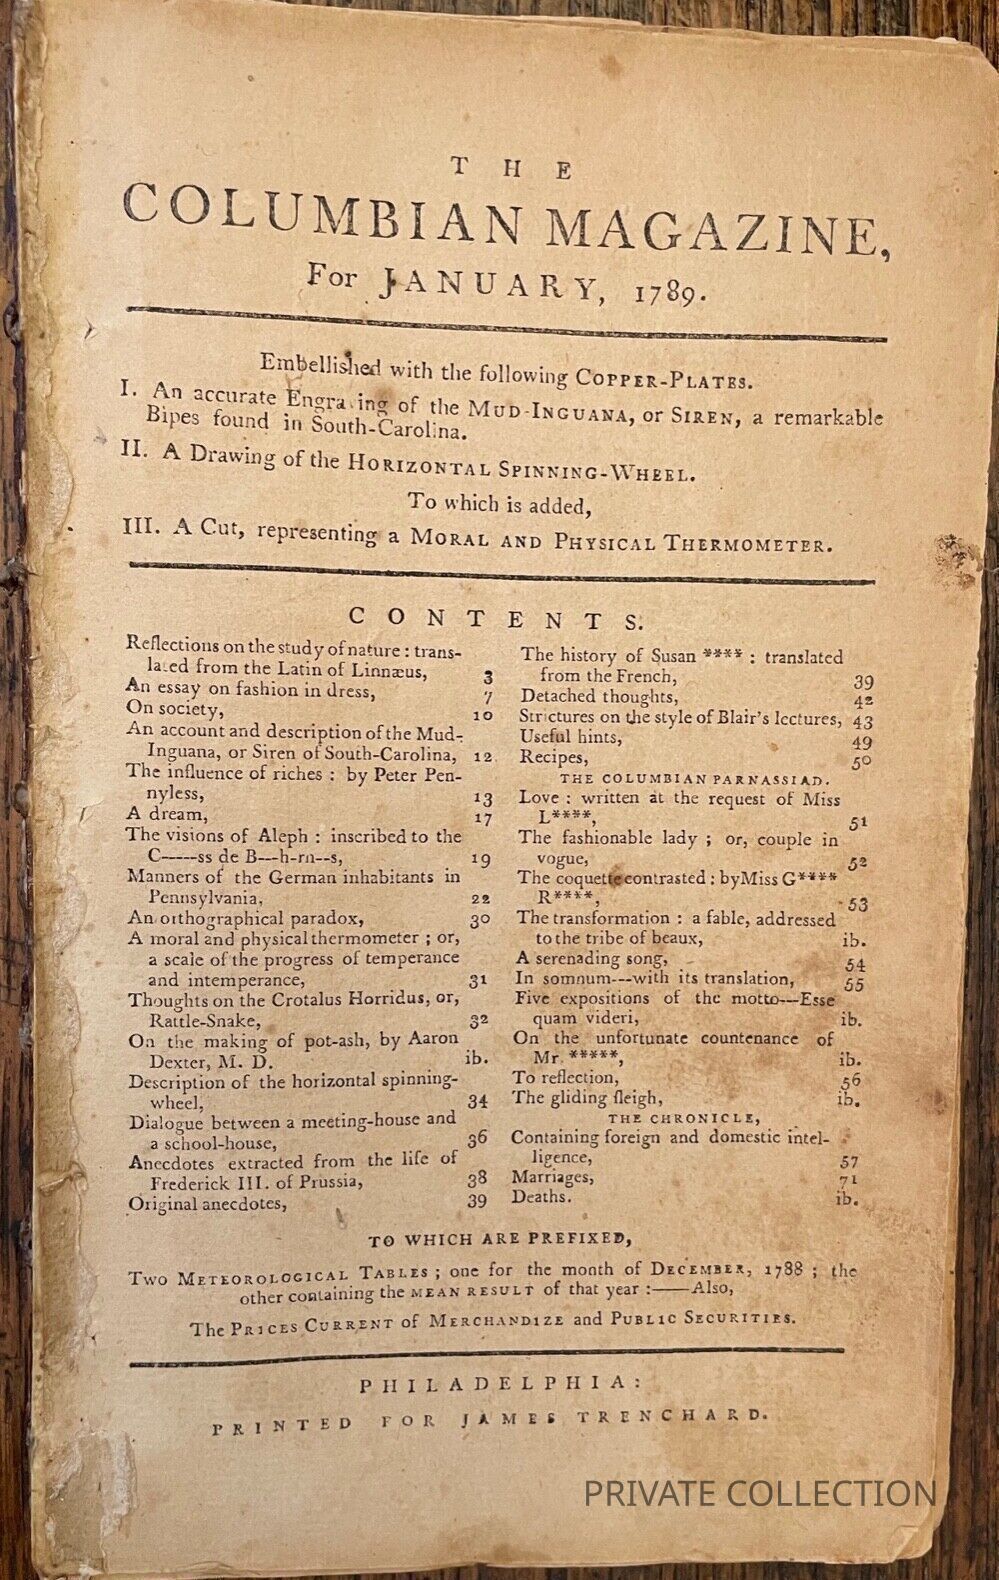 THE
COLUMBIAN MAGAZINE,
For JANUARY, 1789.
Embellished with the following COPPER-PLATES.
I. An accurate Engra ing of the MUD-INGUANA, or SIREN, a remarkable
Bipes found in South-Carolina.
II. A Drawing of the HORIZONTAL SPINNING-WHEEL.
To which is added,
III. A Cut, representing a MORAL AND PHYSICAL THERMOMETER.
CONTENTS.
Reflections on the study of nature : trans-
lated from the Latin of Linnæus, 3
An essay on fashion in dress, 7
On society, 10
An account and description of the Mud-
Inguana, or Siren of South-Carolina, 12
The influence of riches : by Peter Pen-
nyless, 13
A dream, 17
The visions of Aleph : inscribed to the
C-----ss de B---h-rn--s, 19
Manners of the German inhabitants in
Pennsylvania, 22
An orthographical paradox, 30
A moral and physical thermometer ; or,
a scale of the progress of temperance
and intemperance, 31
Thoughts on the Crotalus Horridus, or,
Rattle-Snake, 32
On the making of pot-ash, by Aaron
Dexter, M. D. ib.
Description of the horizontal spinning-
wheel, 34
Dialogue between a meeting-house and
a school-house, 36
Anecdotes extracted from the life of
Frederick III. of Prussia, 38
Original anecdotes, 39
The history of Susan **** : translated
from the French, 39
Detached thoughts, 42
Strictures on the style of Blair's lectures, 43
Useful hints, 49
Recipes, 50
THE COLUMBIAN PARNASSIAD.
Love : written at the request of Miss
L****, 51
The fashionable lady ; or, couple in
vogue, 52
The coquette contrasted : by Miss G****
R****, 53
The transformation : a fable, addressed
to the tribe of beaux, ib.
A serenading song, 54
In somnum---with its translation, 55
Five expositions of the motto---Esse
quam videri, ib.
On the unfortunate countenance of
Mr. *****, ib.
To reflection, 56
The gliding sleigh, ib.
THE CHRONICLE,
Containing foreign and domestic intel-
ligence, 57
Marriages, 71
Deaths. ib.
TO WHICH ARE PREFIXED,
TWO METEOROLOGICAL TABLES ; one for the month of DECEMBER, 1788 ; the
other containing the MEAN RESULT of that year :——Also,
The PRICES CURRENT of MERCHANDIZE and PUBLIC SECURITIES.
PHILADELPHIA:
PRINTED FOR JAMES TRENCHARD.
PRIVATE COLLECTION